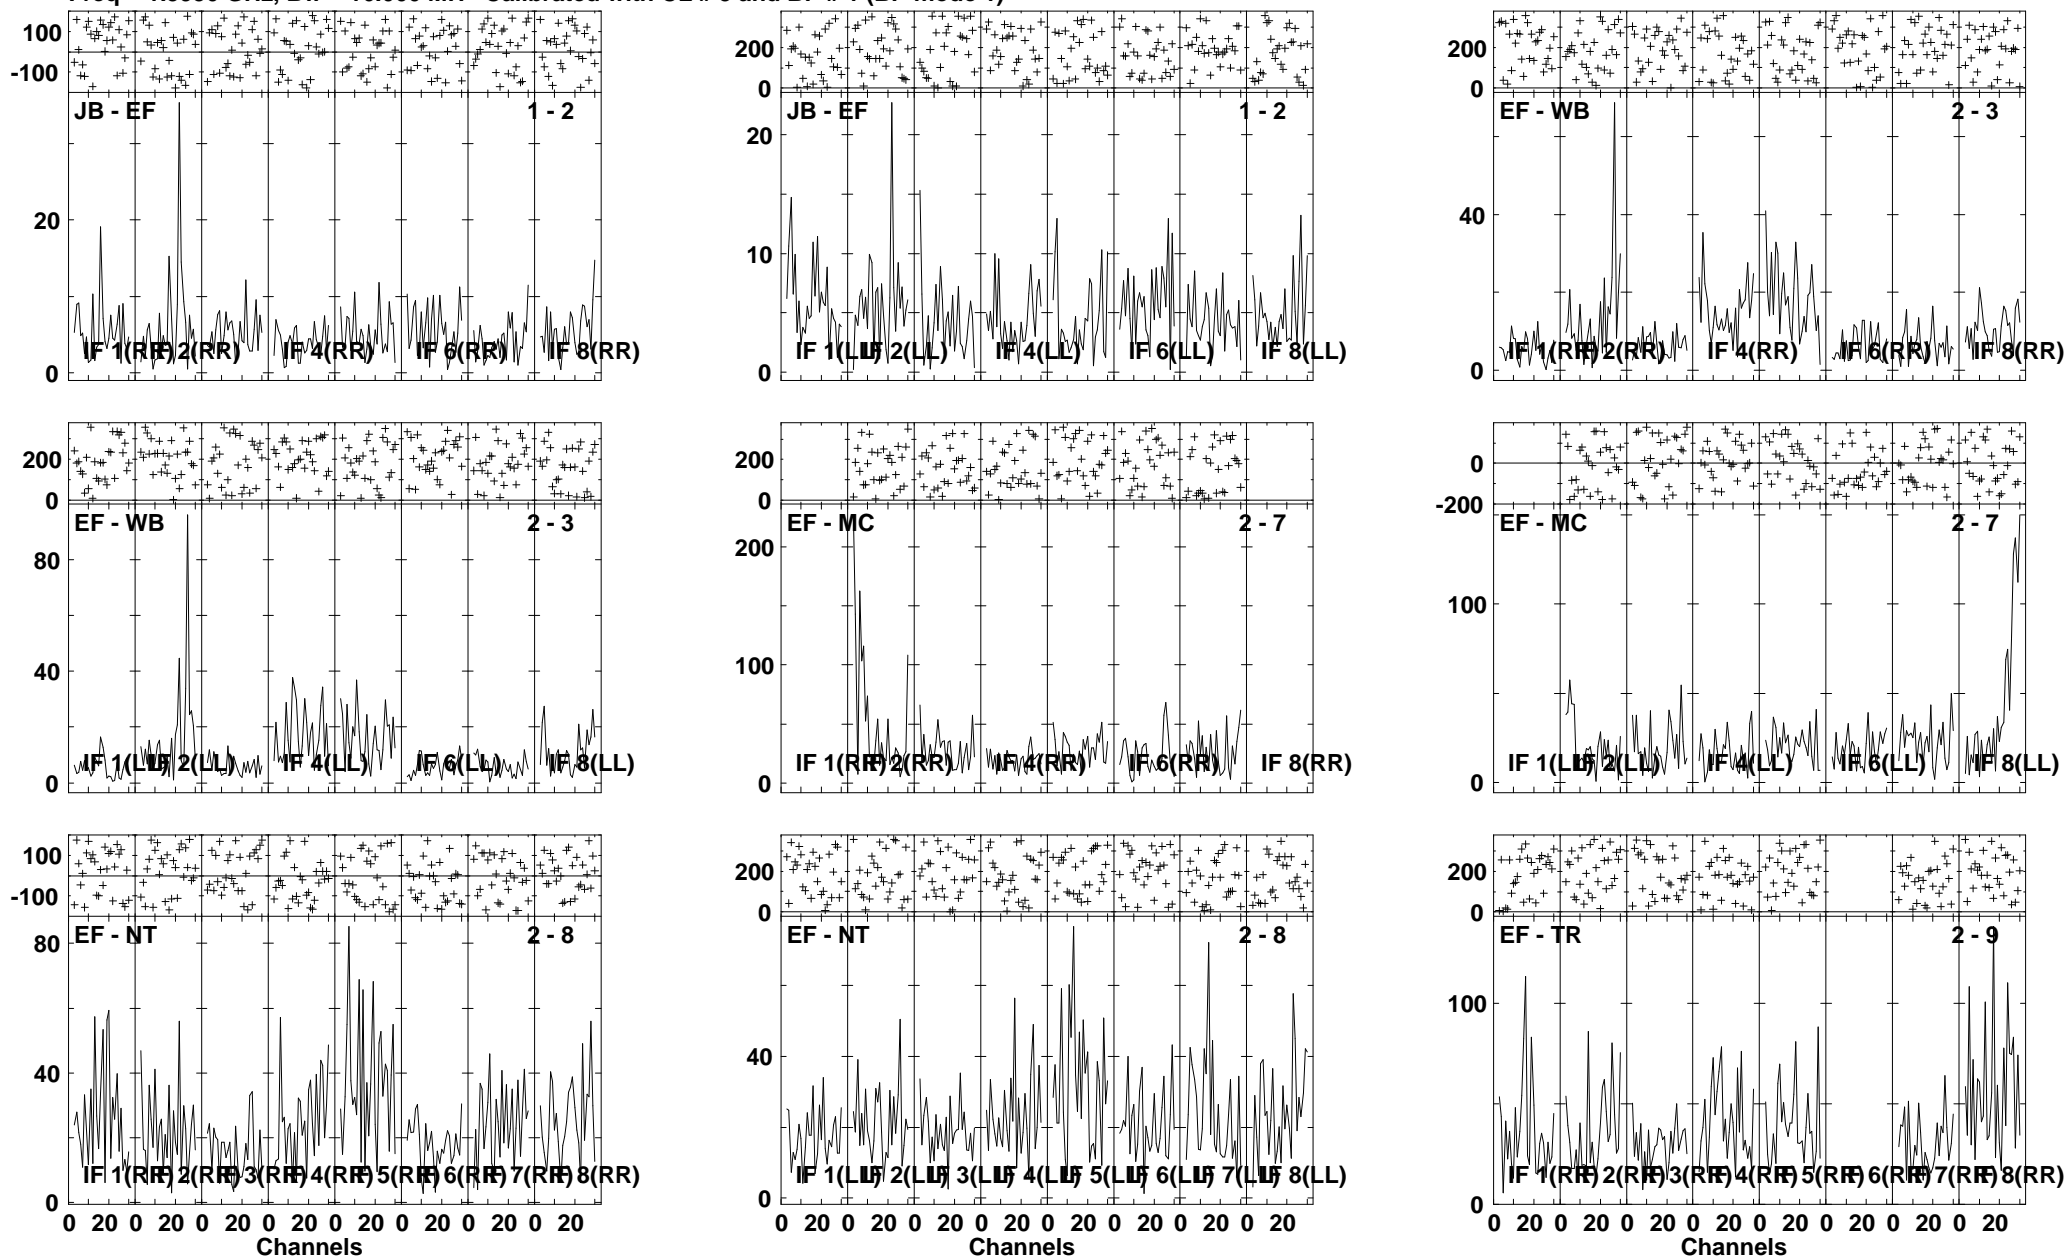 100
-100
JB - EF 1 - 2
20
0
IF 1(RR) IF 2(RR) IF 4(RR) IF 6(RR) IF 8(RR)
200
0
JB - EF 1 - 2
20
10
0
IF 1(LL) IF 2(LL) IF 4(LL) IF 6(LL) IF 8(LL)
200
0
EF - WB 2 - 3
40
0
IF 1(RR) IF 2(RR) IF 4(RR) IF 6(RR) IF 8(RR)
200
0
EF - WB 2 - 3
80
40
0
IF 1(LL) IF 2(LL) IF 4(LL) IF 6(LL) IF 8(LL)
200
0
EF - MC 2 - 7
200
100
0
IF 1(RR) IF 2(RR) IF 4(RR) IF 6(RR) IF 8(RR)
0
-200
EF - MC 2 - 7
100
0
IF 1(LL) IF 2(LL) IF 4(LL) IF 6(LL) IF 8(LL)
100
-100
EF - NT 2 - 8
80
40
0
IF 1(RR) IF 2(RR) IF 3(RR) IF 4(RR) IF 5(RR) IF 6(RR) IF 7(RR) IF 8(RR)
0 20 0 20 0 20 0 20 0 20 0 20 0 20 0 20
Channels
200
0
EF - NT 2 - 8
40
0
IF 1(LL) IF 2(LL) IF 3(LL) IF 4(LL) IF 5(LL) IF 6(LL) IF 7(LL) IF 8(LL)
0 20 0 20 0 20 0 20 0 20 0 20 0 20 0 20
Channels
200
0
EF - TR 2 - 9
100
0
IF 1(RR) IF 2(RR) IF 3(RR) IF 4(RR) IF 5(RR) IF 6(RR) IF 7(RR) IF 8(RR)
0 20 0 20 0 20 0 20 0 20 0 20 0 20 0 20
Channels